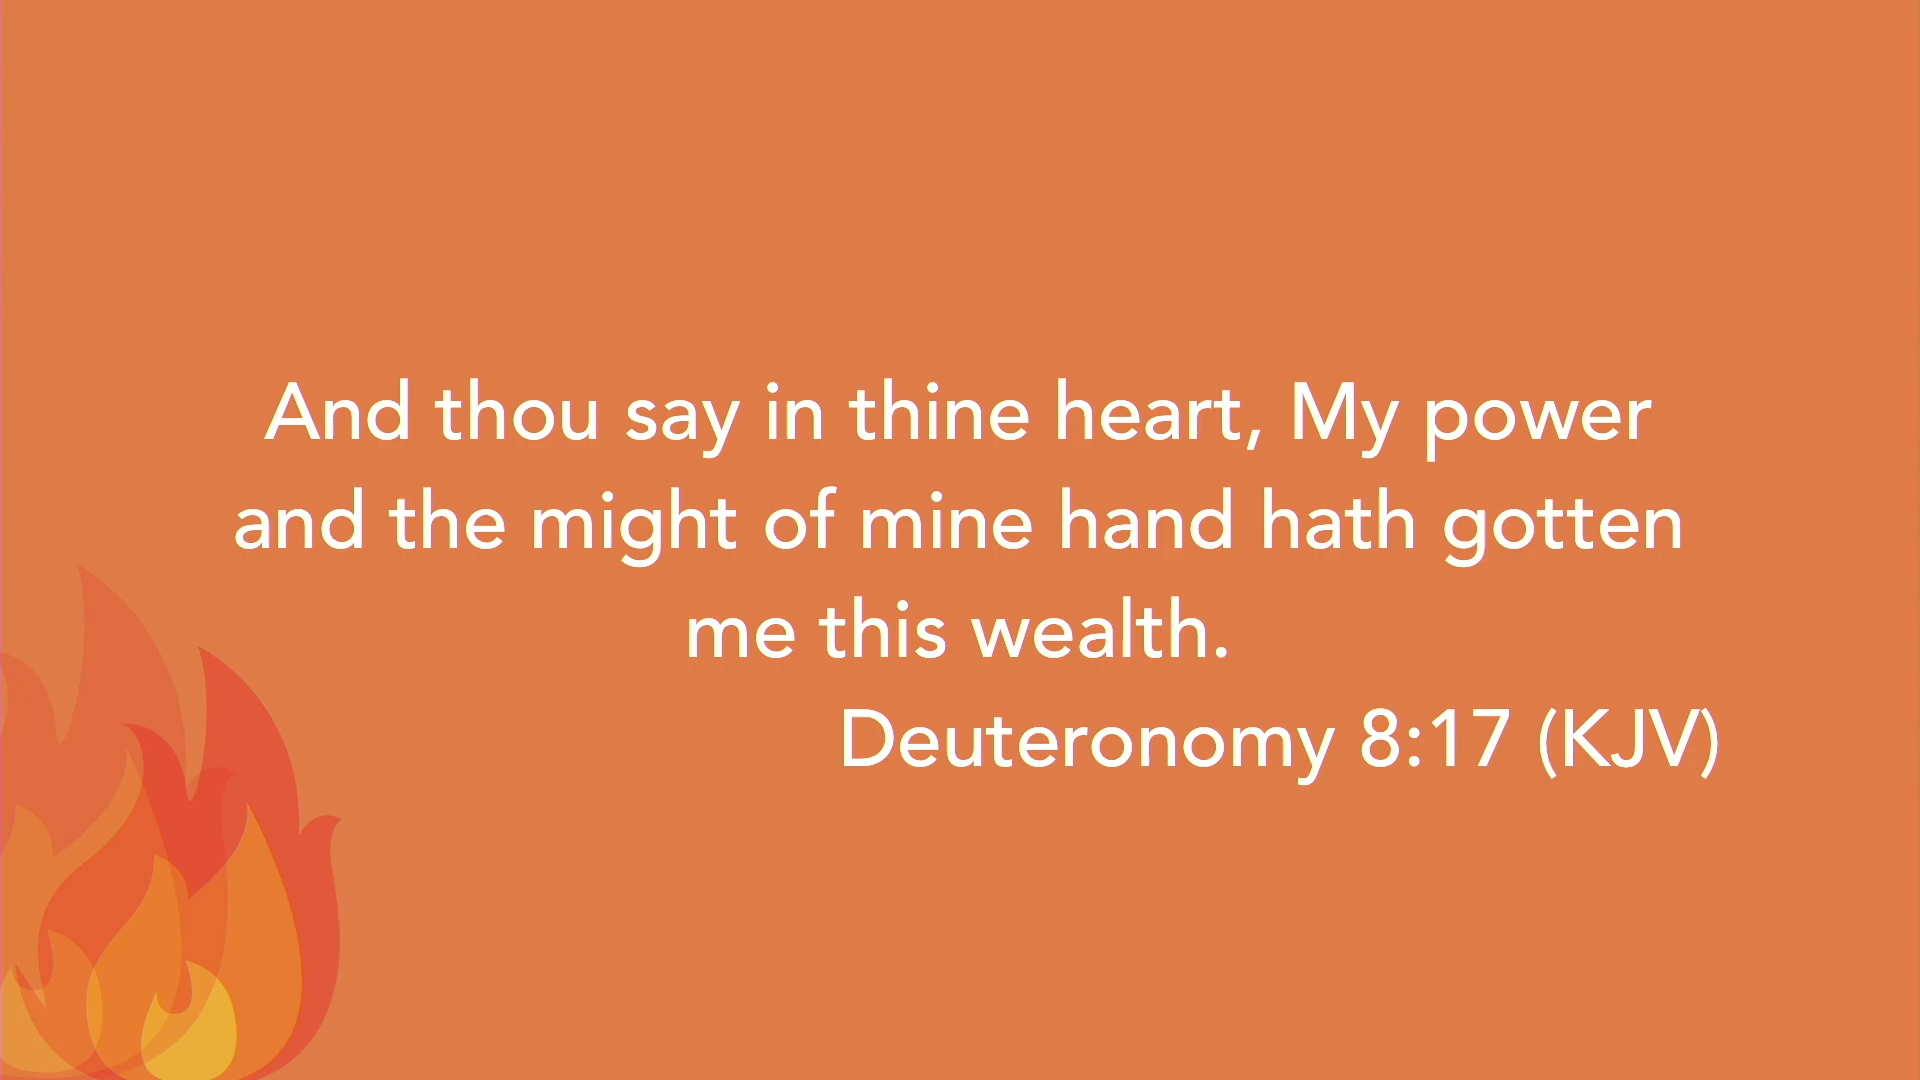 And thou say in thine heart, My power
and the might of mine hand hath gotten
me this wealth.
Deuteronomy 8:17 (KJV)